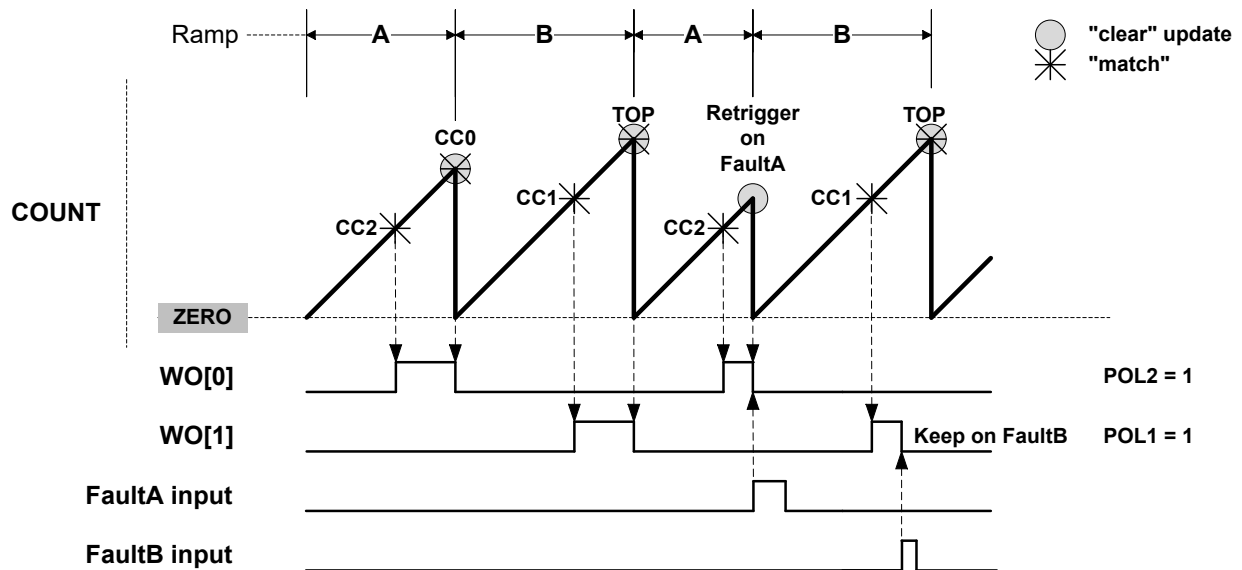 Ramp
A
B
A
B
"clear" update
"match"
TOP
Retrigger
on
FaultA
TOP
CC0
CC1
CC1
COUNT
CC2
CC2
ZERO
WO[0]
POL2 = 1
WO[1]
Keep on FaultB
POL1 = 1
FaultA input
FaultB input